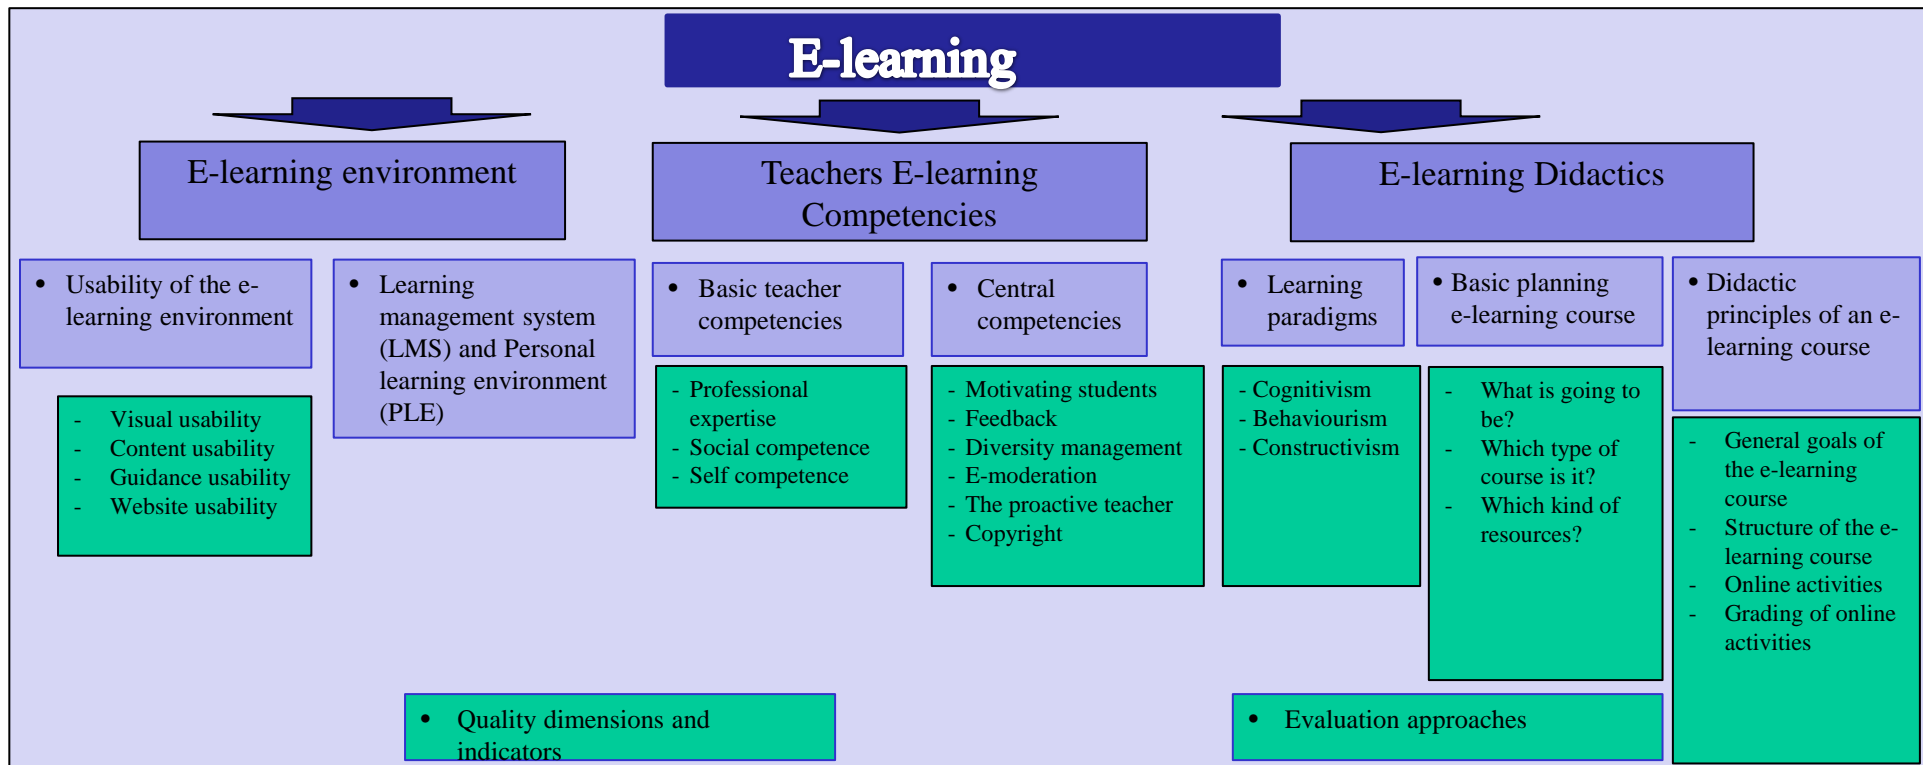 E-learning
E-learning environment
Teachers E-learning
Competencies
E-learning Didactics
• Usability of the e-
learning environment
• Learning
management system
(LMS) and Personal
learning environment
(PLE)
• Basic teacher
competencies
• Central
competencies
• Learning
paradigms
• Basic planning
e-learning course
• Didactic
principles of an e-
learning course
- Visual usability
- Content usability
- Guidance usability
- Website usability
- Professional
expertise
- Social competence
- Self competence
- Motivating students
- Feedback
- Diversity management
- E-moderation
- The proactive teacher
- Copyright
- Cognitivism
- Behaviourism
- Constructivism
- What is going to
be?
- Which type of
course is it?
- Which kind of
resources?
- General goals of
the e-learning
course
- Structure of the e-
learning course
- Online activities
- Grading of online
activities
• Quality dimensions and
indicators
• Evaluation approaches